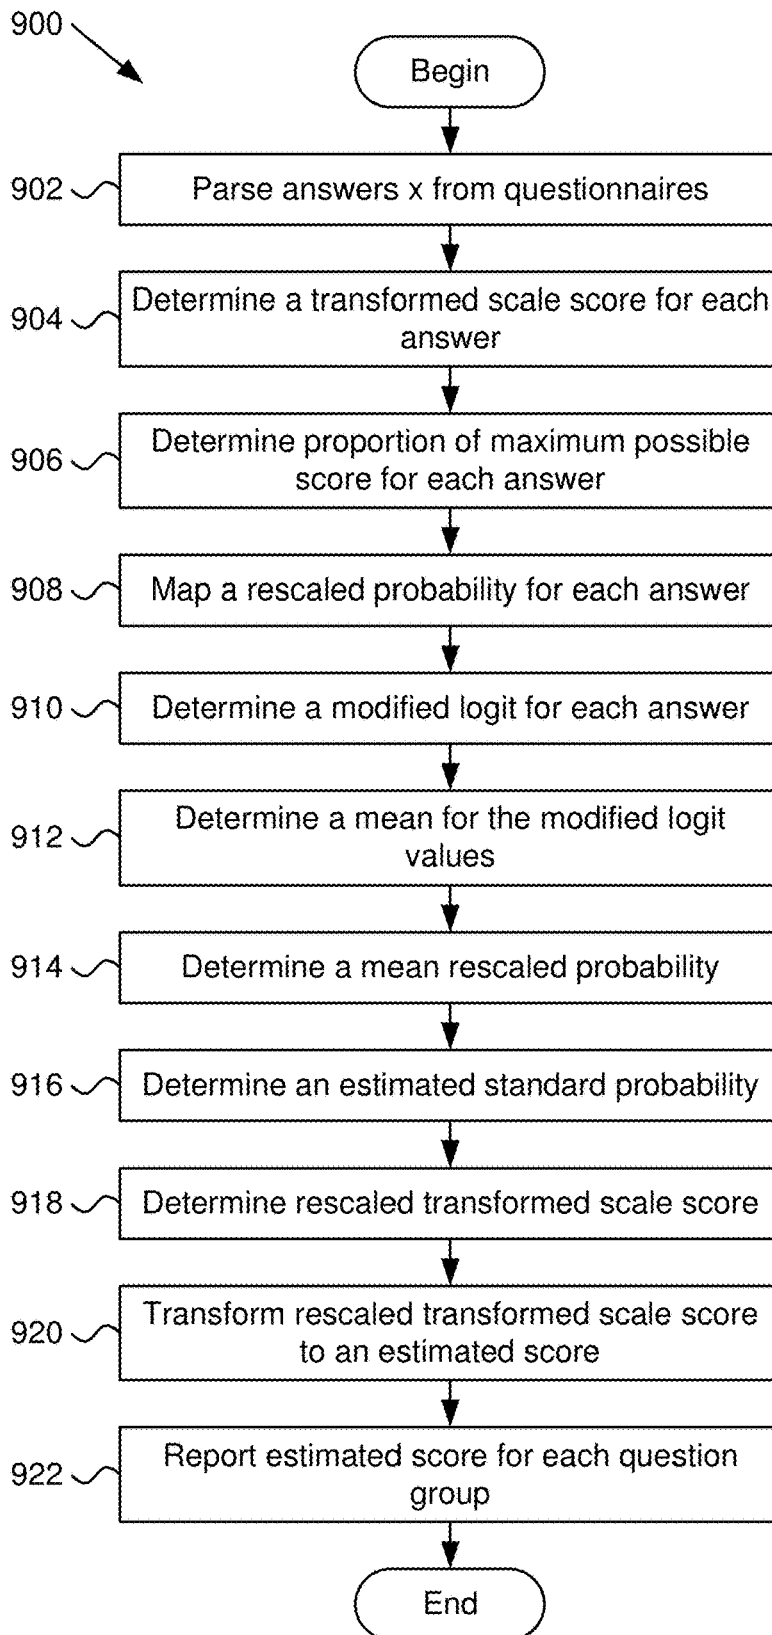 900
Begin
902
Parse answers x from questionnaires
904
Determine a transformed scale score for each
answer
906
Determine proportion of maximum possible
score for each answer
908
Map a rescaled probability for each answer
910
Determine a modified logit for each answer
912
Determine a mean for the modified logit
values
914
Determine a mean rescaled probability
916
Determine an estimated standard probability
918
Determine rescaled transformed scale score
920
Transform rescaled transformed scale score
to an estimated score
922
Report estimated score for each question
group
End